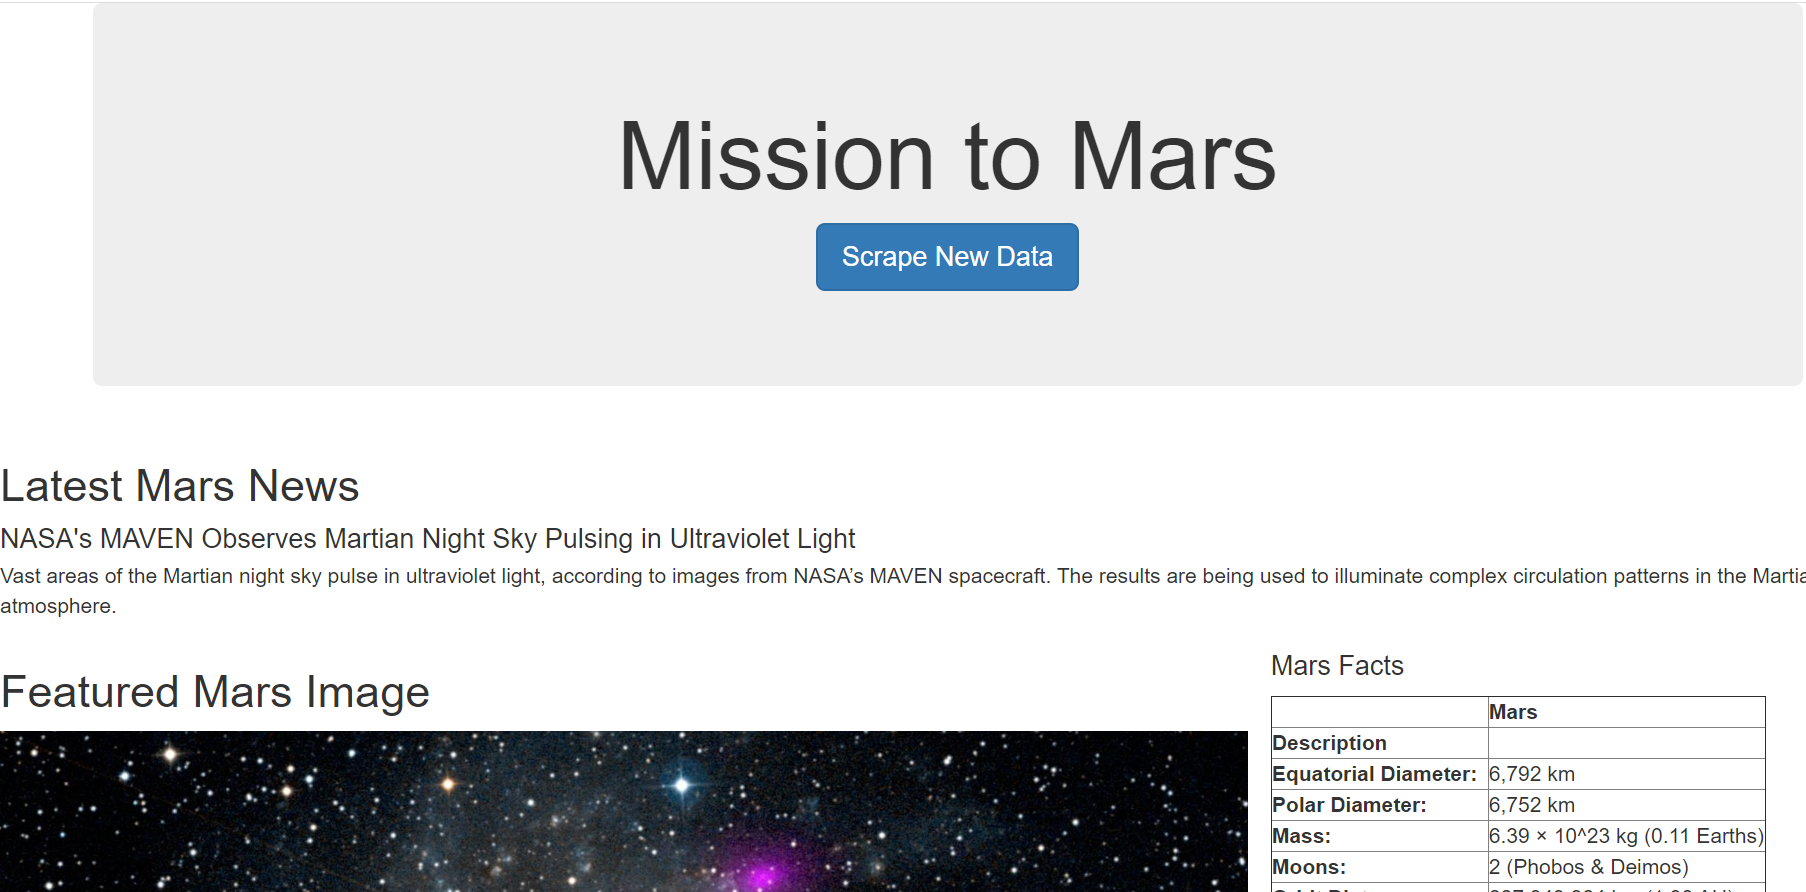 Mission to Mars
Scrape New Data
Latest Mars News
NASA's MAVEN Observes Martian Night Sky Pulsing in Ultraviolet Light
Vast areas of the Martian night sky pulse in ultraviolet light, according to images from NASA’s MAVEN spacecraft. The results are being used to illuminate complex circulation patterns in the Martia
atmosphere.
Featured Mars Image
Mars Facts
Mars
Description
Equatorial Diameter: 6,792 km
Polar Diameter: 6,752 km
Mass: 6.39 × 10^23 kg (0.11 Earths)
Moons: 2 (Phobos & Deimos)